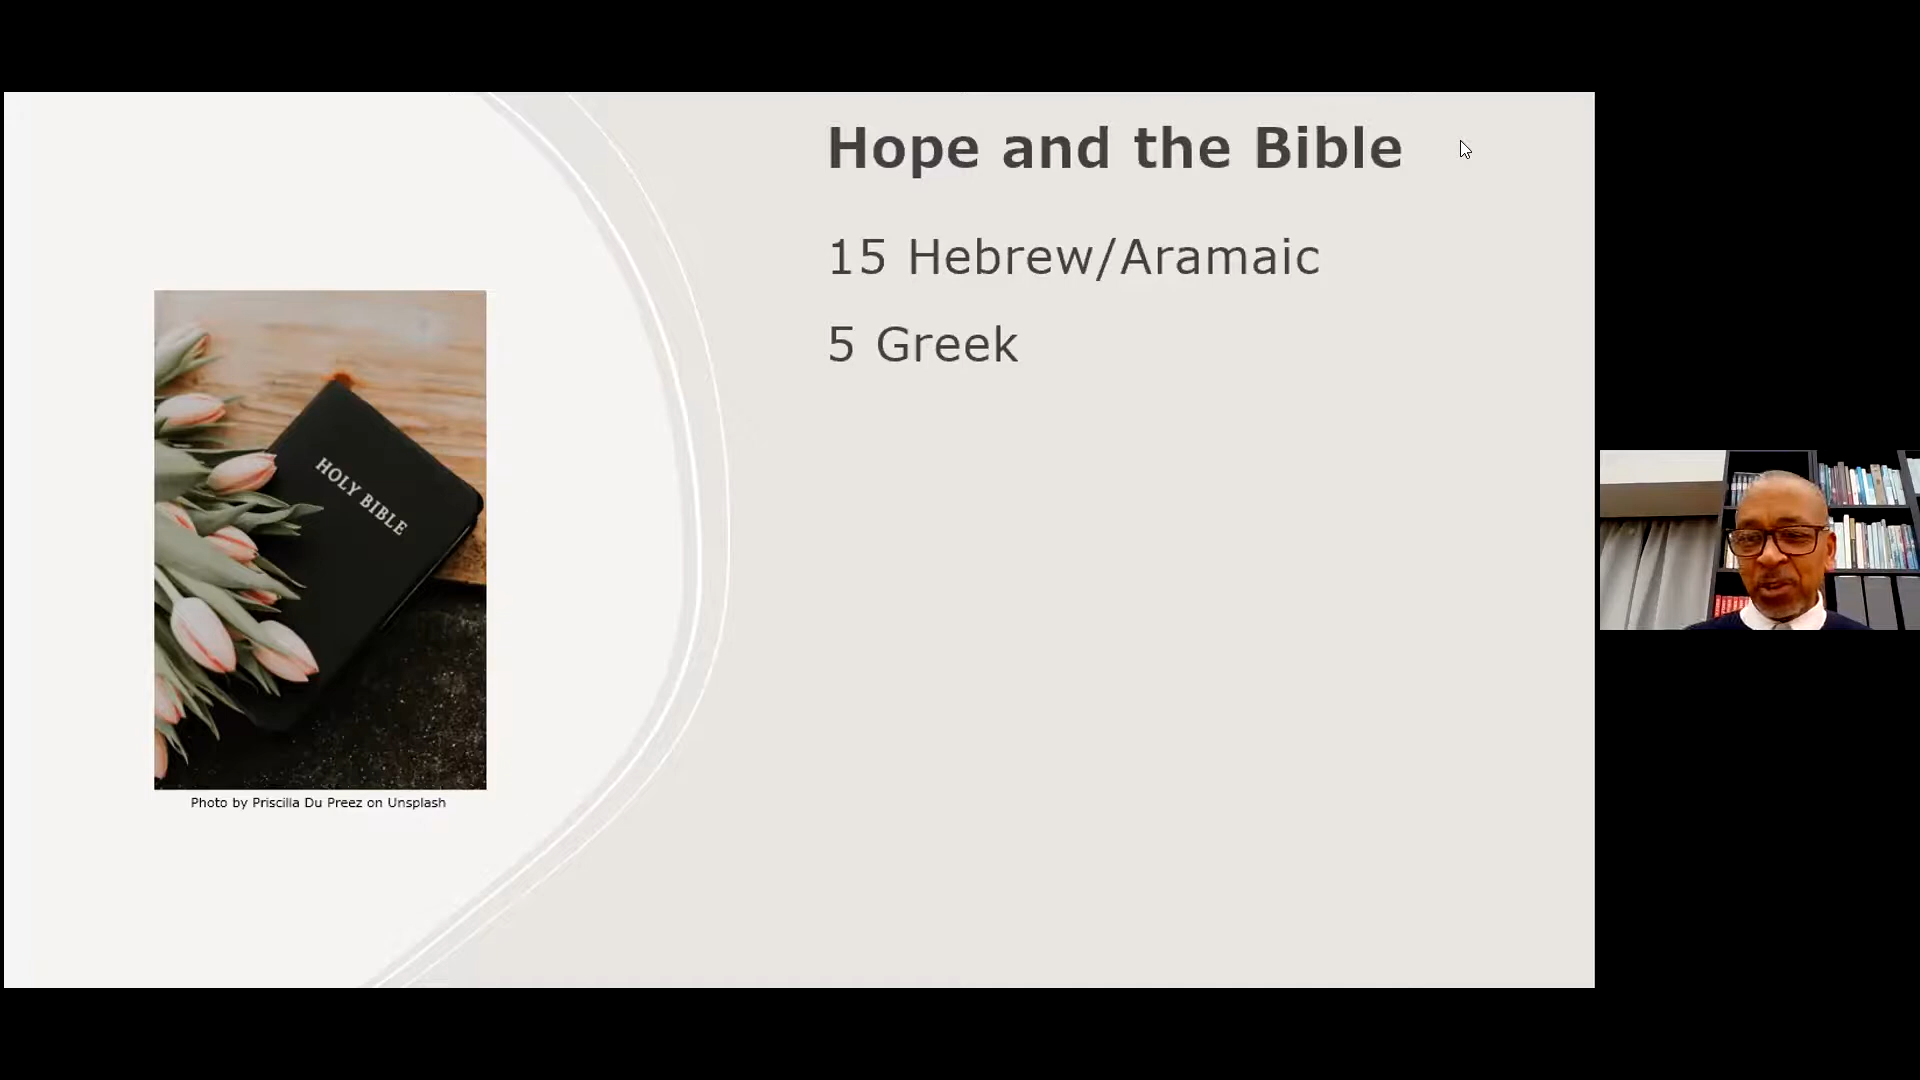 Hope and the Bible
15 Hebrew/Aramaic
5 Greek
HOLY BIBLE
Photo by Priscilla Du Preez on Unsplash